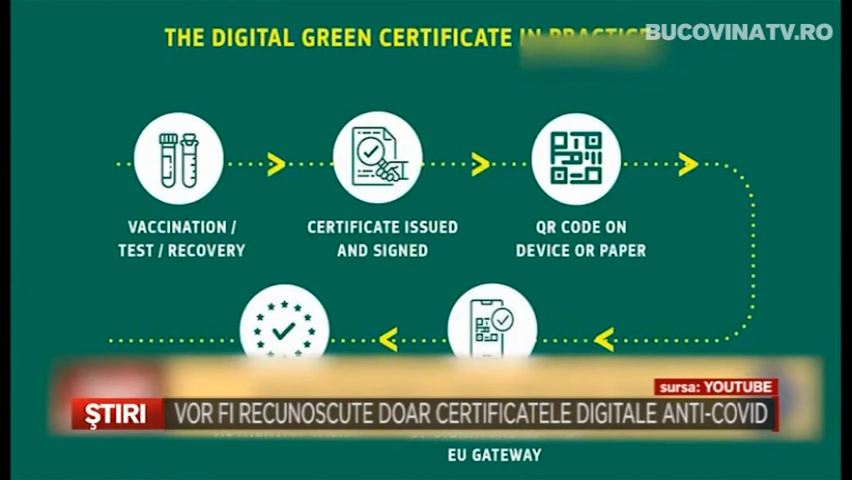 BUCOVINATV.RO
THE DIGITAL GREEN CERTIFICATE
VACCINATION /
TEST / RECOVERY
CERTIFICATE ISSUED
AND SIGNED
QR CODE ON
DEVICE OR PAPER
sursa: YOUTUBE
ŞTIRI
VOR FI RECUNOSCUTE DOAR CERTIFICATELE DIGITALE ANTI-COVID
EU GATEWAY